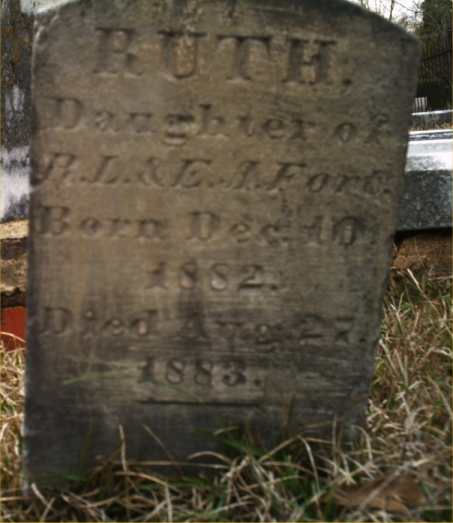 RUTH,
Daughter of
R.L.& E.A. Fort.
Born Dec. 10.
1882.
Died Aug. 27.
1883.